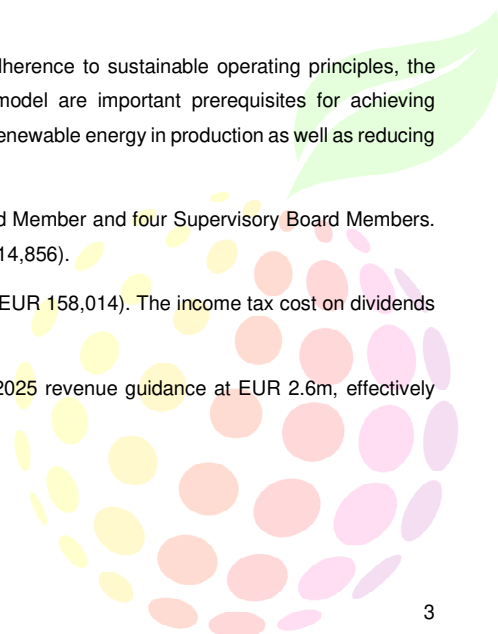 dherence to sustainable operating principles, the
model are important prerequisites for achieving
enewable energy in production as well as reducing
d Member and four Supervisory Board Members.
14,856).
EUR 158,014). The income tax cost on dividends
2025 revenue guidance at EUR 2.6m, effectively
3